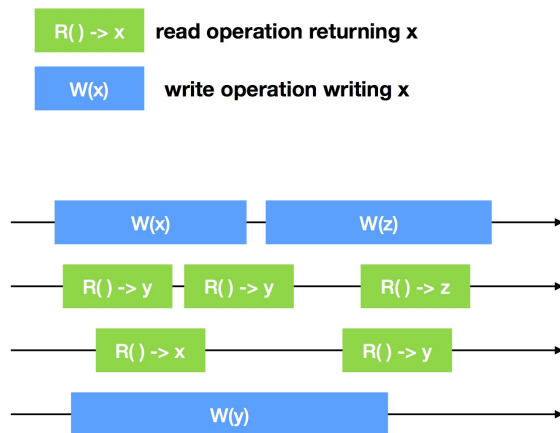 R( ) -> x read operation returning x
W(x) write operation writing x
W(x) W(z)
R( ) -> y R( ) -> y R( ) -> z
R( ) -> x R( ) -> y
W(y)